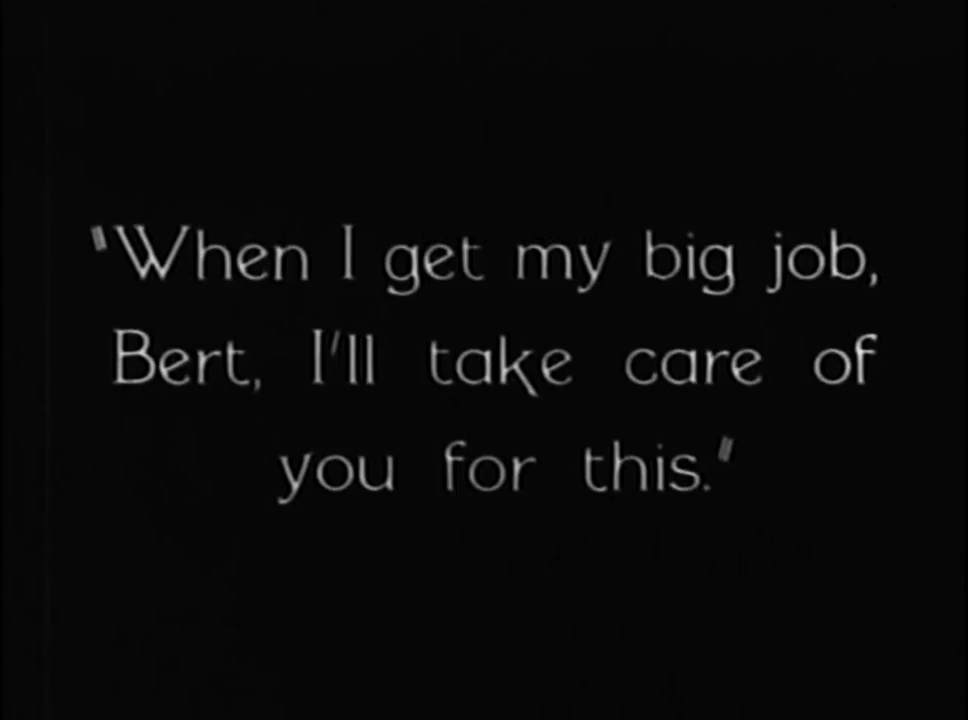 "When I get my big job,
Bert, I'll take care of
you for this."